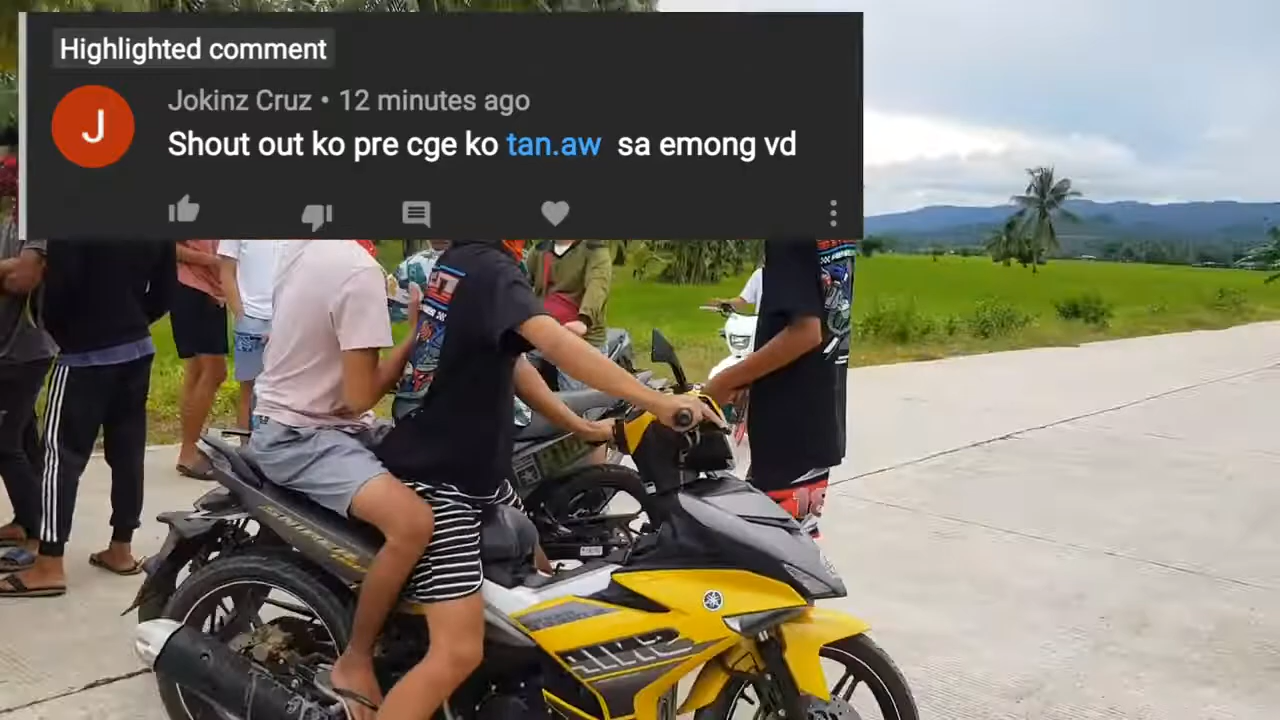 Highlighted comment
Jokinz Cruz • 12 minutes ago
Shout out ko pre cge ko tan.aw sa emong vd